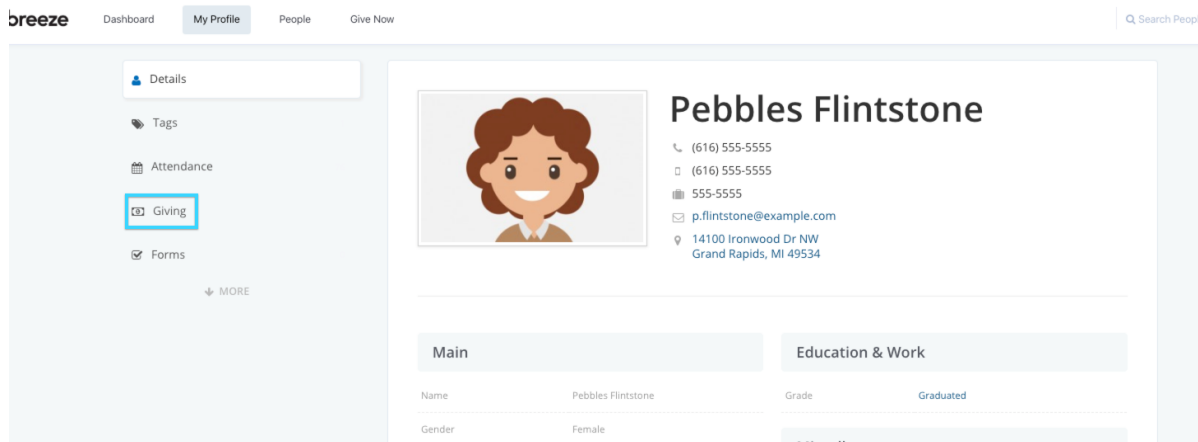 breeze Dashboard My Profile People Give Now Search Peopl
Details
Tags
Attendance
Giving
Forms
MORE
Pebbles Flintstone
(616) 555-5555
(616) 555-5555
555-5555
p.flintstone@example.com
14100 Ironwood Dr NW
Grand Rapids, MI 49534
Main
Name Pebbles Flintstone
Gender Female
Education & Work
Grade Graduated